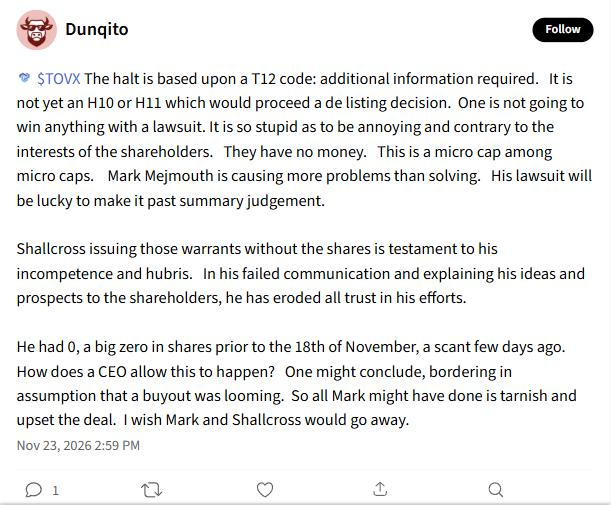 Dunqito
Follow
$TOVX The halt is based upon a T12 code: additional information required. It is
not yet an H10 or H11 which would proceed a de listing decision. One is not going to
win anything with a lawsuit. It is so stupid as to be annoying and contrary to the
interests of the shareholders. They have no money. This is a micro cap among
micro caps. Mark Mejmouth is causing more problems than solving. His lawsuit will
be lucky to make it past summary judgement.
Shallcross issuing those warrants without the shares is testament to his
incompetence and hubris. In his failed communication and explaining his ideas and
prospects to the shareholders, he has eroded all trust in his efforts.
He had 0, a big zero in shares prior to the 18th of November, a scant few days ago.
How does a CEO allow this to happen? One might conclude, bordering in
assumption that a buyout was looming. So all Mark might have done is tarnish and
upset the deal. I wish Mark and Shallcross would go away.
Nov 23, 2026 2:59 PM
1